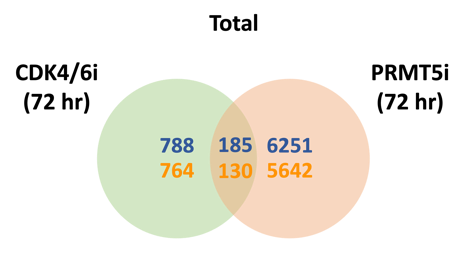 Total
CDK4/6i
(72 hr)
PRMT5i
(72 hr)
788 185 6251
764 130 5642